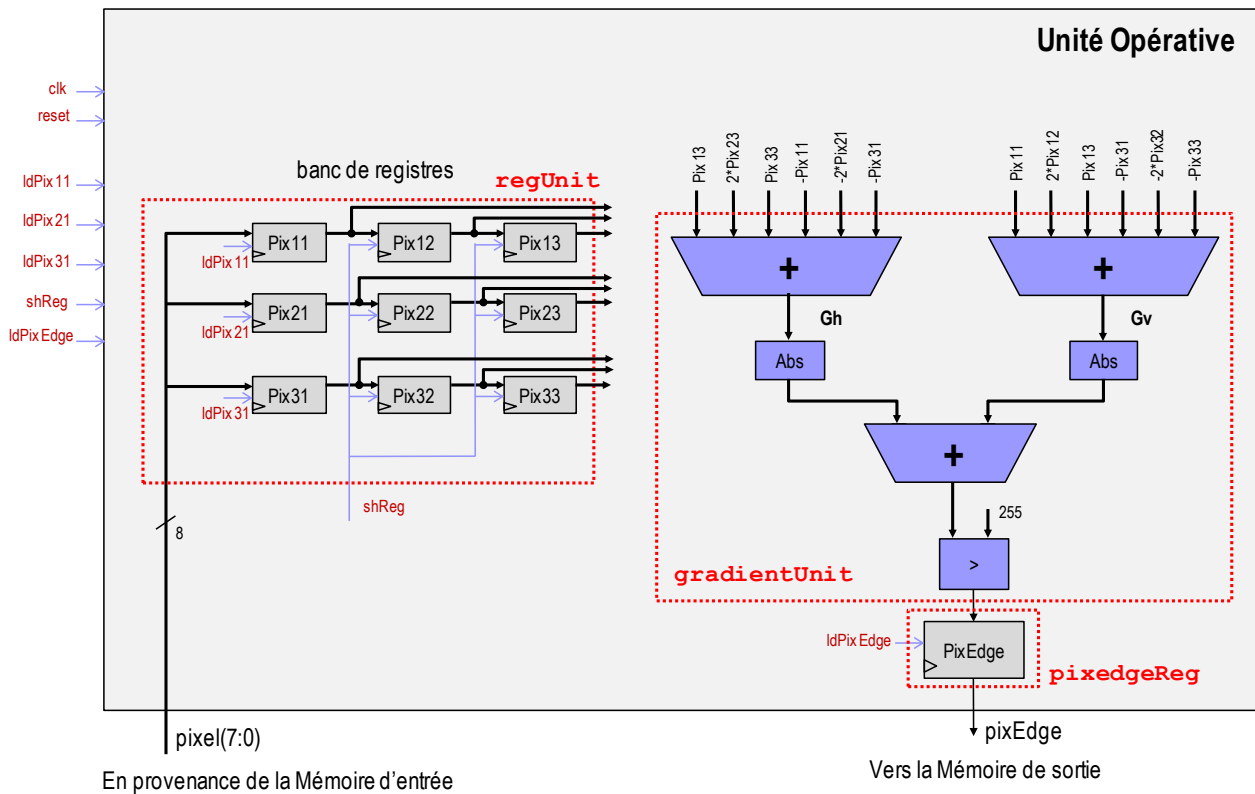 Unité Opérative
clk
reset
ldPix11
ldPix21
ldPix31
shReg
ldPixEdge
banc de registres
regUnit
Pix11
Pix12
Pix13
ldPix11
Pix21
Pix22
Pix23
ldPix21
Pix31
Pix32
Pix33
ldPix31
shReg
8
Pix13
2*Pix23
Pix33
-Pix11
-2*Pix21
-Pix31
Pix11
2*Pix12
Pix13
-Pix31
-2*Pix32
-Pix33
+
+
Gh
Gv
Abs
Abs
+
255
>
gradientUnit
ldPixEdge
PixEdge
pixedgeReg
pixel(7:0)
pixEdge
En provenance de la Mémoire d'entrée
Vers la Mémoire de sortie